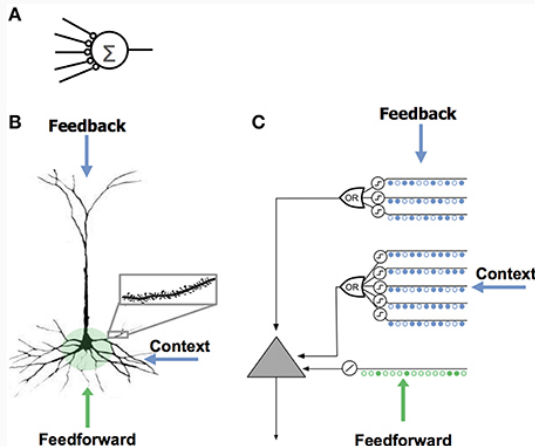 A
Σ
B
Feedback
C
Feedback
OR
OR
Context
Context
Feedforward
Feedforward